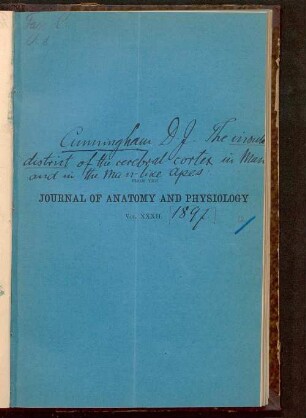 Cunningham D J The insular
district of the cerebral cortex in Man
and in the Man-like Apes
FROM THE
JOURNAL OF ANATOMY AND PHYSIOLOGY
VOL. XXXII. [1897]